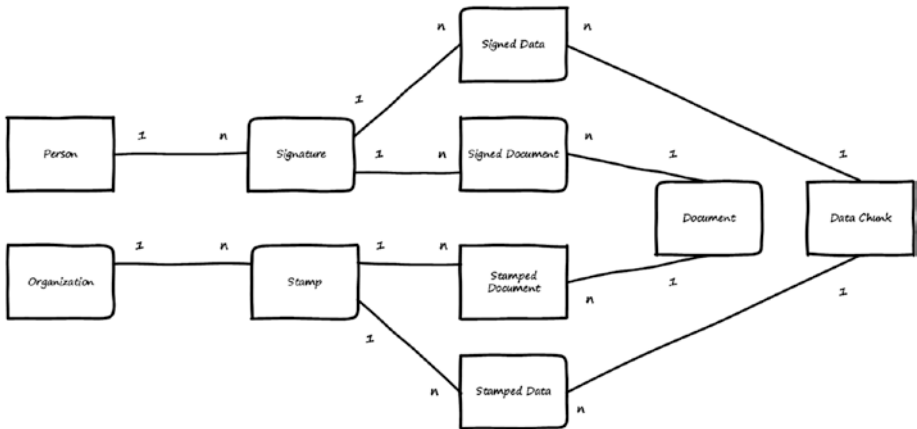 n
Signed Data
n
1
1
n
Person
1
n
Signature
1
n
Signed Document
n
1
1
Document
Data Chunk
Organization
1
n
Stamp
1
n
Stamped
Document
n
1
1
1
n
Stamped Data
n